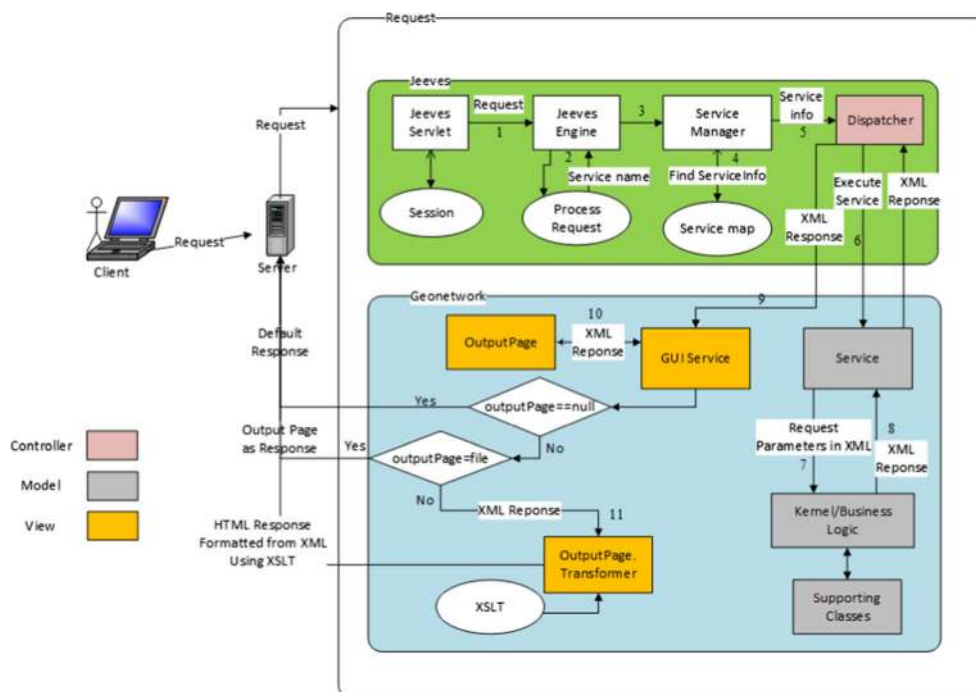 Request
Jeeves
Jeeves
Servlet
Request
1
Jeeves
Engine
3
Service
Manager
Service
info
5
Dispatcher
Request
2
Service name
4
Find ServiceInfo
Execute
Service
XML
Reponse
Session
Process
Request
Service map
XML
Response
6
Request
Client
Server
Geonetwork
9
10
OutputPage
XML
Reponse
GUI Service
Service
Default
Response
Yes
outputPage==null
Request
Parameters in XML
7
8
XML
Reponse
Output Page
as Response
Yes
outputPage=file
No
Controller
Model
View
No
XML Reponse
11
Kernel/Business
Logic
HTML Response
Formatted from XML
Using XSLT
OutputPage.
Transformer
XSLT
Supporting
Classes